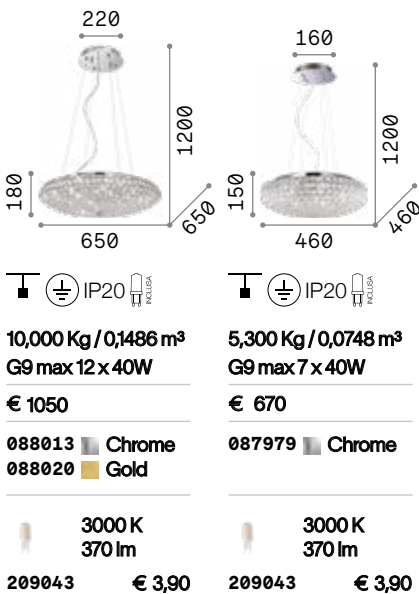 220
1200
180
650
650
IP20 INCLUSA
10,000 Kg / 0,1486 m³
G9 max 12 x 40W
€ 1050
088013 Chrome
088020 Gold
3000 K
370 lm
209043 € 3,90
160
1200
150
460
460
IP20 INCLUSA
5,300 Kg / 0,0748 m³
G9 max 7 x 40W
€ 670
087979 Chrome
3000 K
370 lm
209043 € 3,90